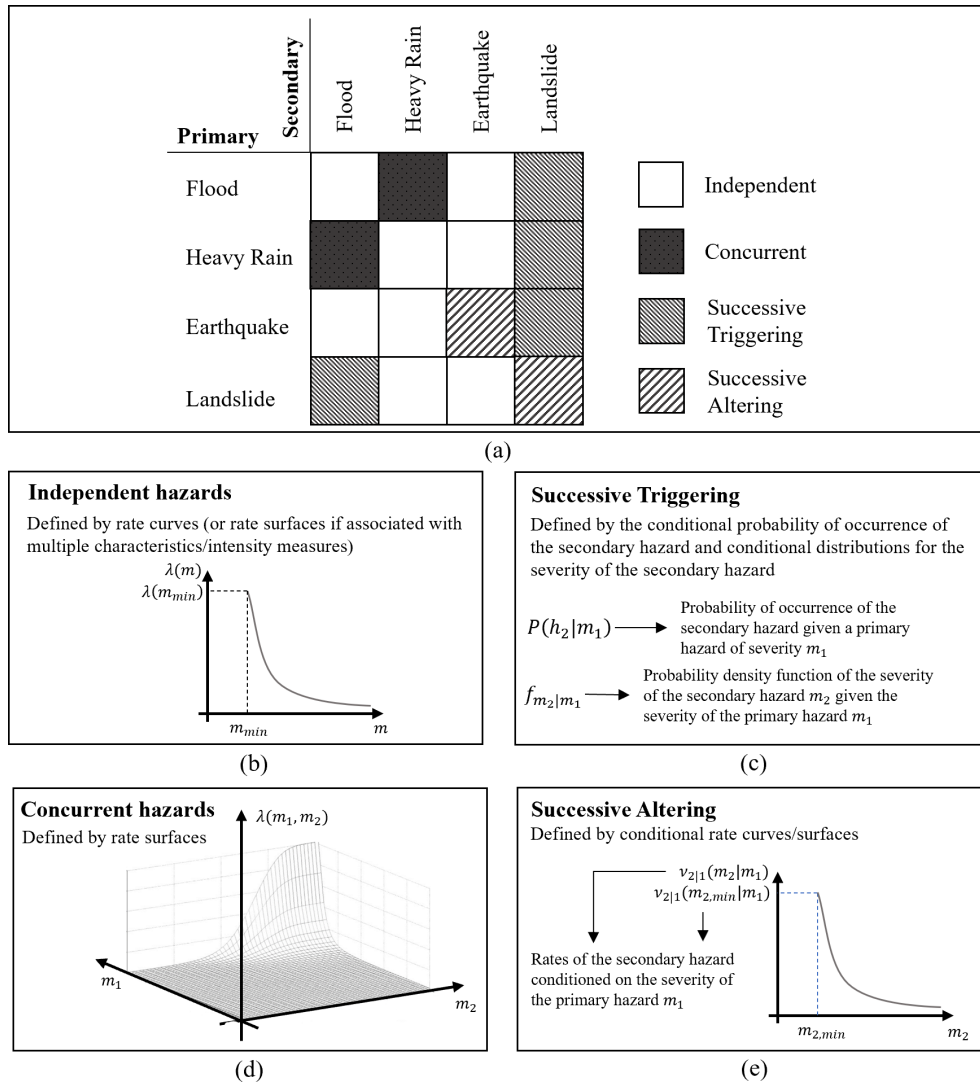 Primary
Secondary
Flood
Heavy Rain
Earthquake
Landslide
Flood
Heavy Rain
Earthquake
Landslide
Independent
Concurrent
Successive
Triggering
Successive
Altering
(a)
Independent hazards
Defined by rate curves (or rate surfaces if associated with
multiple characteristics/intensity measures)
λ(m)
λ(m_min)
m_min
m
(b)
Successive Triggering
Defined by the conditional probability of occurrence of
the secondary hazard and conditional distributions for the
severity of the secondary hazard
P(h₂|m₁)
Probability of occurrence of the
secondary hazard given a primary
hazard of severity m₁
f_m₂|m₁
Probability density function of the severity
of the secondary hazard m₂ given the
severity of the primary hazard m₁
(c)
Concurrent hazards
Defined by rate surfaces
λ(m₁, m₂)
m₁
m₂
(d)
Successive Altering
Defined by conditional rate curves/surfaces
ν₂|₁(m₂|m₁)
ν₂|₁(m₂,min|m₁)
Rates of the secondary hazard
conditioned on the severity of
the primary hazard m₁
m₂,min
m₂
(e)